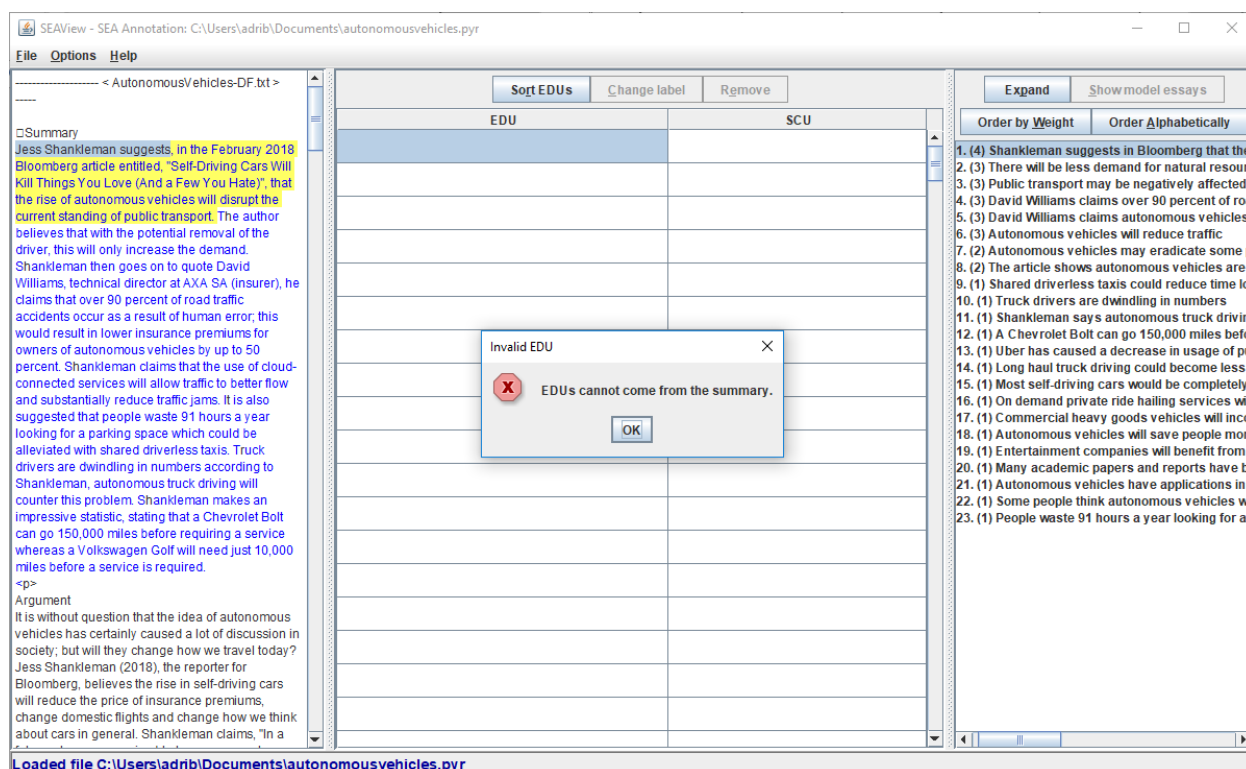 SEAView - SEA Annotation: C:\Users\adrib\Documents\autonomousvehicles.pyr
File Options Help
-------------------- < AutonomousVehicles-DF.txt >
-----
□Summary
Jess Shankleman suggests, in the February 2018
Bloomberg article entitled, "Self-Driving Cars Will
Kill Things You Love (And a Few You Hate)", that
the rise of autonomous vehicles will disrupt the
current standing of public transport. The author
believes that with the potential removal of the
driver, this will only increase the demand.
Shankleman then goes on to quote David
Williams, technical director at AXA SA (insurer), he
claims that over 90 percent of road traffic
accidents occur as a result of human error; this
would result in lower insurance premiums for
owners of autonomous vehicles by up to 50
percent. Shankleman claims that the use of cloud-
connected services will allow traffic to better flow
and substantially reduce traffic jams. It is also
suggested that people waste 91 hours a year
looking for a parking space which could be
alleviated with shared driverless taxis. Truck
drivers are dwindling in numbers according to
Shankleman, autonomous truck driving will
counter this problem. Shankleman makes an
impressive statistic, stating that a Chevrolet Bolt
can go 150,000 miles before requiring a service
whereas a Volkswagen Golf will need just 10,000
miles before a service is required.
<p>
Argument
It is without question that the idea of autonomous
vehicles has certainly caused a lot of discussion in
society; but will they change how we travel today?
Jess Shankleman (2018), the reporter for
Bloomberg, believes the rise in self-driving cars
will reduce the price of insurance premiums,
change domestic flights and change how we think
about cars in general. Shankleman claims, "In a
Sort EDUs Change label Remove
EDU SCU
Invalid EDU
EDUs cannot come from the summary.
OK
Expand Show model essays
Order by Weight Order Alphabetically
1. (4) Shankleman suggests in Bloomberg that the
2. (3) There will be less demand for natural resour
3. (3) Public transport may be negatively affected
4. (3) David Williams claims over 90 percent of ro
5. (3) David Williams claims autonomous vehicles
6. (3) Autonomous vehicles will reduce traffic
7. (2) Autonomous vehicles may eradicate some
8. (2) The article shows autonomous vehicles are
9. (1) Shared driverless taxis could reduce time lo
10. (1) Truck drivers are dwindling in numbers
11. (1) Shankleman says autonomous truck drivin
12. (1) A Chevrolet Bolt can go 150,000 miles befo
13. (1) Uber has caused a decrease in usage of pu
14. (1) Long haul truck driving could become less
15. (1) Most self-driving cars would be completely
16. (1) On demand private ride hailing services wi
17. (1) Commercial heavy goods vehicles will inco
18. (1) Autonomous vehicles will save people mon
19. (1) Entertainment companies will benefit from
20. (1) Many academic papers and reports have b
21. (1) Autonomous vehicles have applications in
22. (1) Some people think autonomous vehicles w
23. (1) People waste 91 hours a year looking for a
Loaded file C:\Users\adrib\Documents\autonomousvehicles.pyr